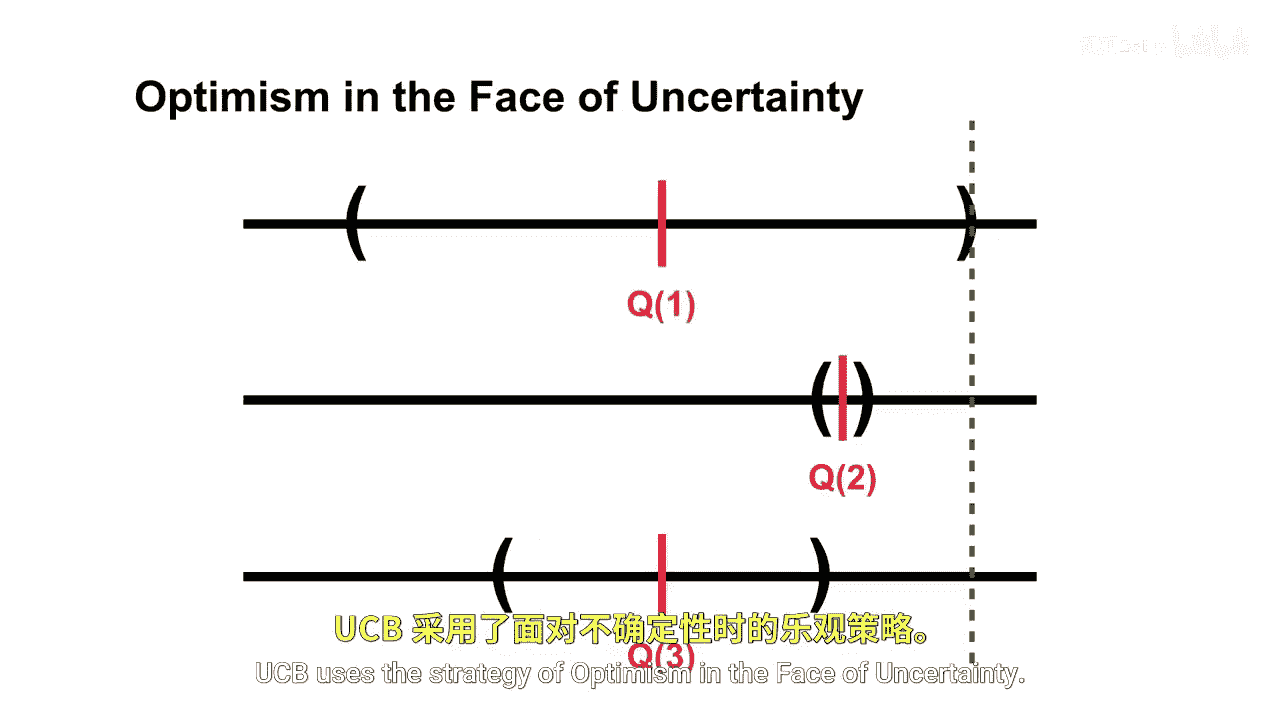 Optimism in the Face of Uncertainty
( )
Q(1)
( )
Q(2)
( )
UCB 采用了面对不确定性时的乐观策略。
Q(3)
UCB uses the strategy of Optimism in the Face of Uncertainty.